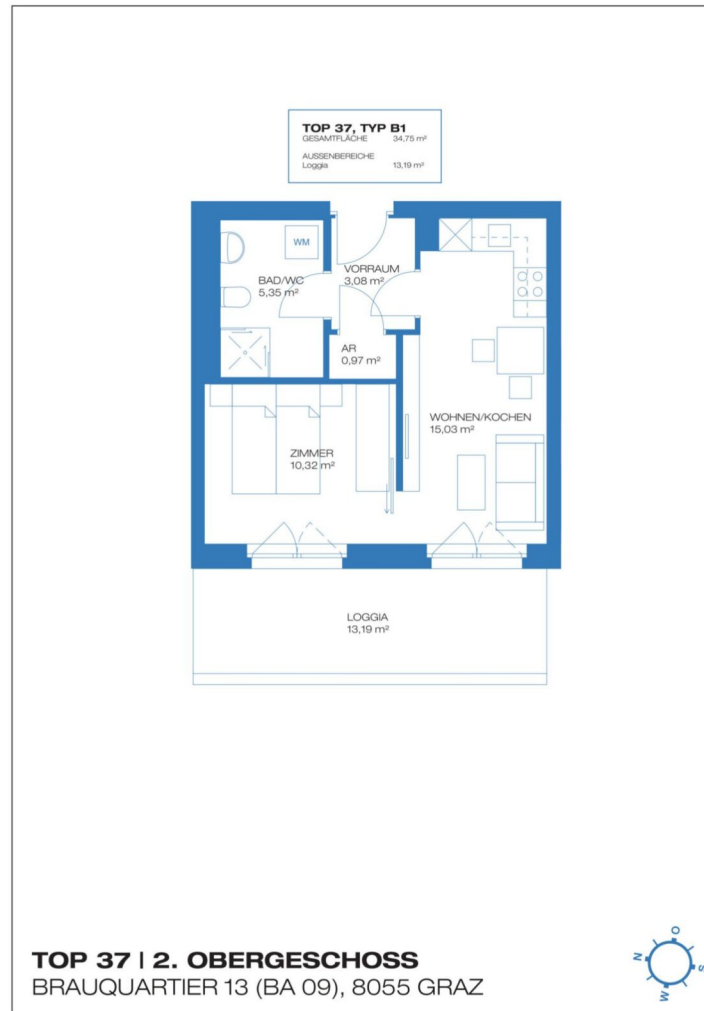 TOP 37, TYP B1
GESAMTFLÄCHE 34,75 m²
AUSSENBEREICHE
Loggia 13,19 m²
WM
BAD/WC
5,35 m²
VORRAUM
3,08 m²
AR
0,97 m²
WOHNEN/KOCHEN
15,03 m²
ZIMMER
10,32 m²
LOGGIA
13,19 m²
TOP 37 | 2. OBERGESCHOSS
BRAUQUARTIER 13 (BA 09), 8055 GRAZ
N
O
S
W